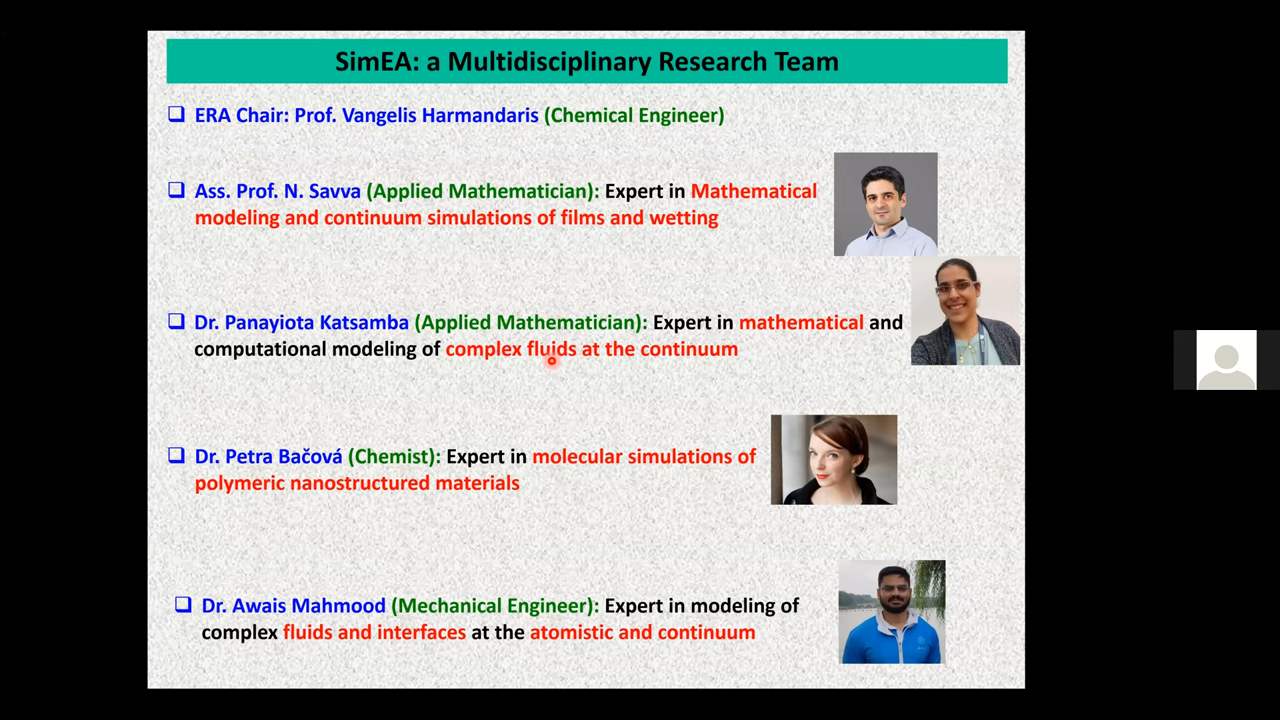 SimEA: a Multidisciplinary Research Team
❑ ERA Chair: Prof. Vangelis Harmandaris (Chemical Engineer)
❑ Ass. Prof. N. Savva (Applied Mathematician): Expert in Mathematical
modeling and continuum simulations of films and wetting
❑ Dr. Panayiota Katsamba (Applied Mathematician): Expert in mathematical and
computational modeling of complex fluids at the continuum
❑ Dr. Petra Bačová (Chemist): Expert in molecular simulations of
polymeric nanostructured materials
❑ Dr. Awais Mahmood (Mechanical Engineer): Expert in modeling of
complex fluids and interfaces at the atomistic and continuum